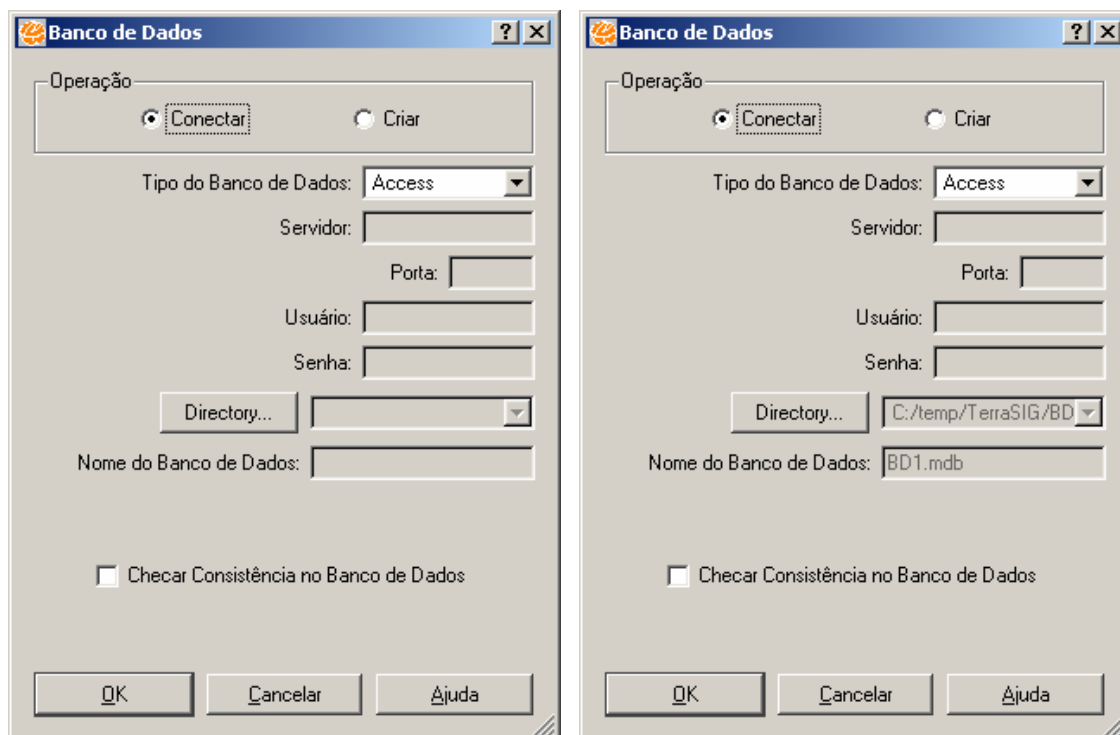 Banco de Dados
Operação
Conectar
Criar
Tipo do Banco de Dados: Access
Servidor:
Porta:
Usuário:
Senha:
Directory...
Nome do Banco de Dados:
Checar Consistência no Banco de Dados
OK Cancelar Ajuda
Banco de Dados
Operação
Conectar
Criar
Tipo do Banco de Dados: Access
Servidor:
Porta:
Usuário:
Senha:
Directory... C:/temp/TerraSIG/BD
Nome do Banco de Dados: BD1.mdb
Checar Consistência no Banco de Dados
OK Cancelar Ajuda